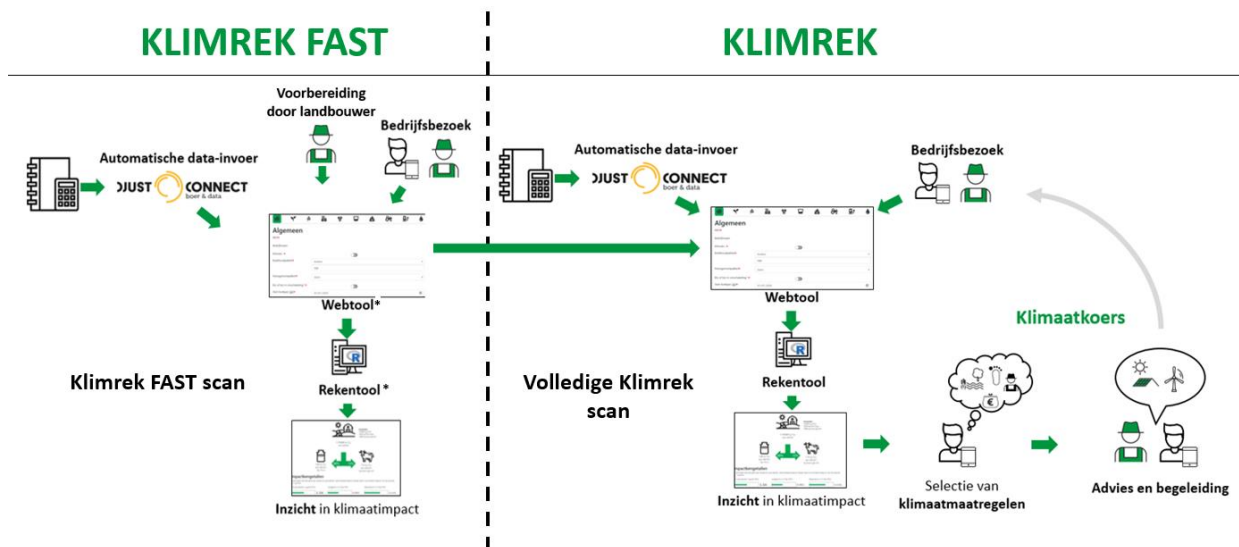 KLIMREK FAST
KLIMREK
Voorbereiding
door landbouwer
Bedrijfsbezoek
Automatische data-invoer
DJUST CONNECT
boer & data
Algemeen
Webtool*
Klimrek FAST scan
Rekentool *
Inzicht in klimaatimpact
Automatische data-invoer
DJUST CONNECT
boer & data
Bedrijfsbezoek
Algemeen
Webtool
Klimaatkoers
Volledige Klimrek
scan
R
Rekentool
R
€
Inzicht in klimaatimpact
Selectie van
klimaatmaatregelen
Advies en begeleiding